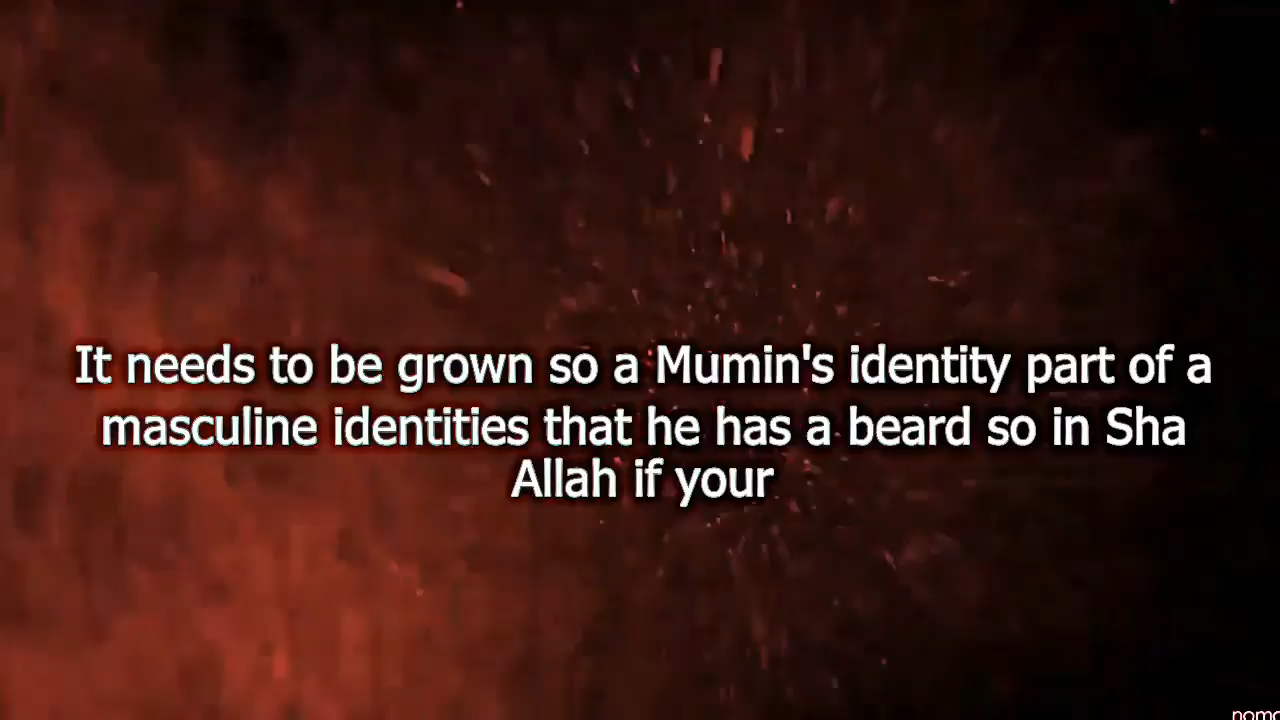 It needs to be grown so a Mumin's identity part of a
masculine identities that he has a beard so in Sha
Allah if your